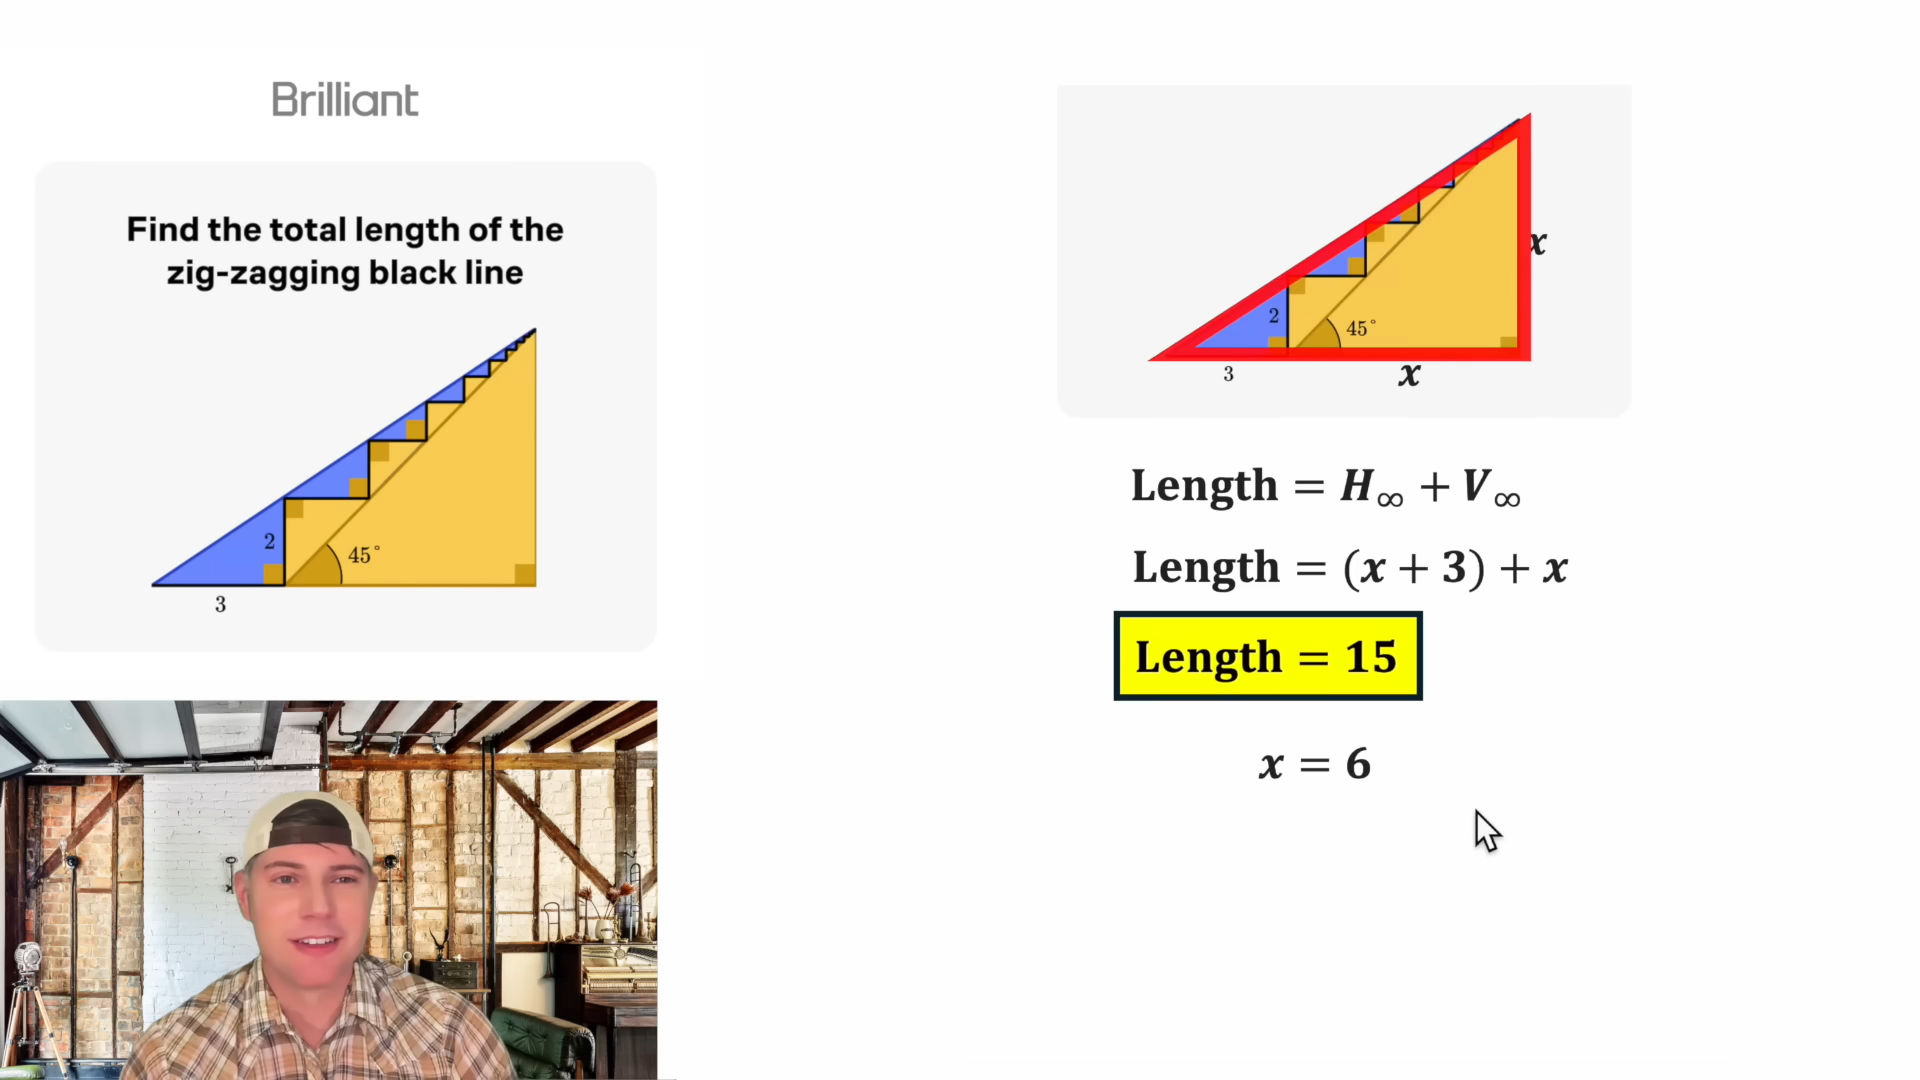 Brilliant
Find the total length of the
zig-zagging black line
2
45°
3
x
2
45°
3
x
Length = H∞ + V∞
Length = (x + 3) + x
Length = 15
x = 6